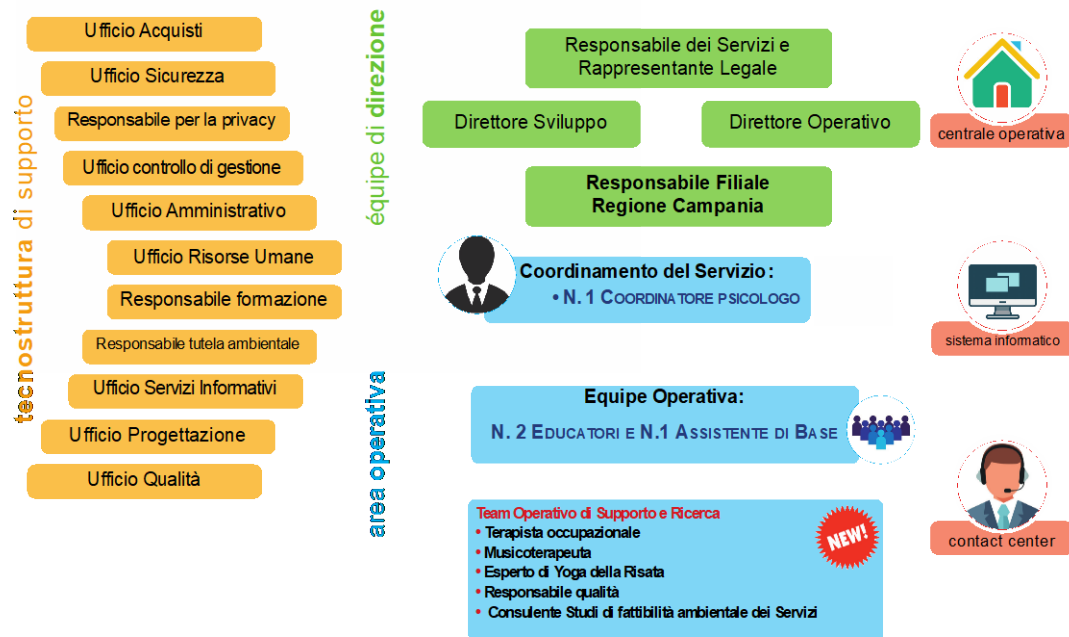 tecnostruttura di supporto
Ufficio Acquisti
Ufficio Sicurezza
Responsabile per la privacy
Ufficio controllo di gestione
Ufficio Amministrativo
Ufficio Risorse Umane
Responsabile formazione
Responsabile tutela ambientale
Ufficio Servizi Informativi
Ufficio Progettazione
Ufficio Qualità
équipe di direzione
Responsabile dei Servizi e
Rappresentante Legale
Direttore Sviluppo
Direttore Operativo
Responsabile Filiale
Regione Campania
area operativa
Coordinamento del Servizio:
• N. 1 COORDINATORE PSICOLOGO
Equipe Operativa:
N. 2 EDUCATORI E N.1 ASSISTENTE DI BASE
Team Operativo di Supporto e Ricerca
• Terapista occupazionale
• Musicoterapeuta
• Esperto di Yoga della Risata
• Responsabile qualità
• Consulente Studi di fattibilità ambientale dei Servizi
NEW!
centrale operativa
sistema informatico
contact center